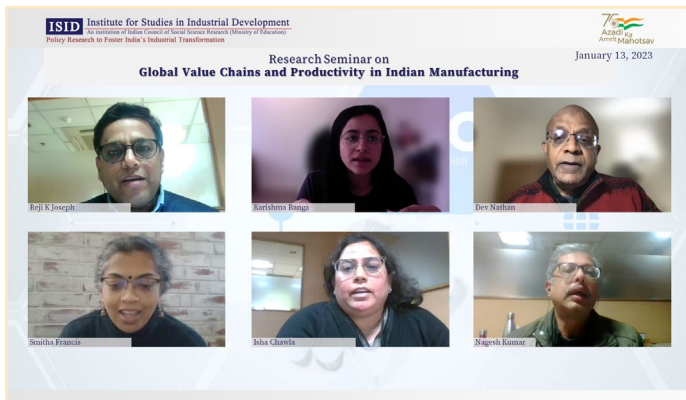 ISID
Institute for Studies in Industrial Development
An institution of Indian Council of Social Science Research (Ministry of Education)
Policy Research to Foster India's Industrial Transformation
Azadi Ka
Amrit Mahotsav
Research Seminar on
January 13, 2023
Global Value Chains and Productivity in Indian Manufacturing
Reji K Joseph
Karishma Banga
Dev Nathan
Smitha Francis
Isha Chawla
Nagesh Kumar